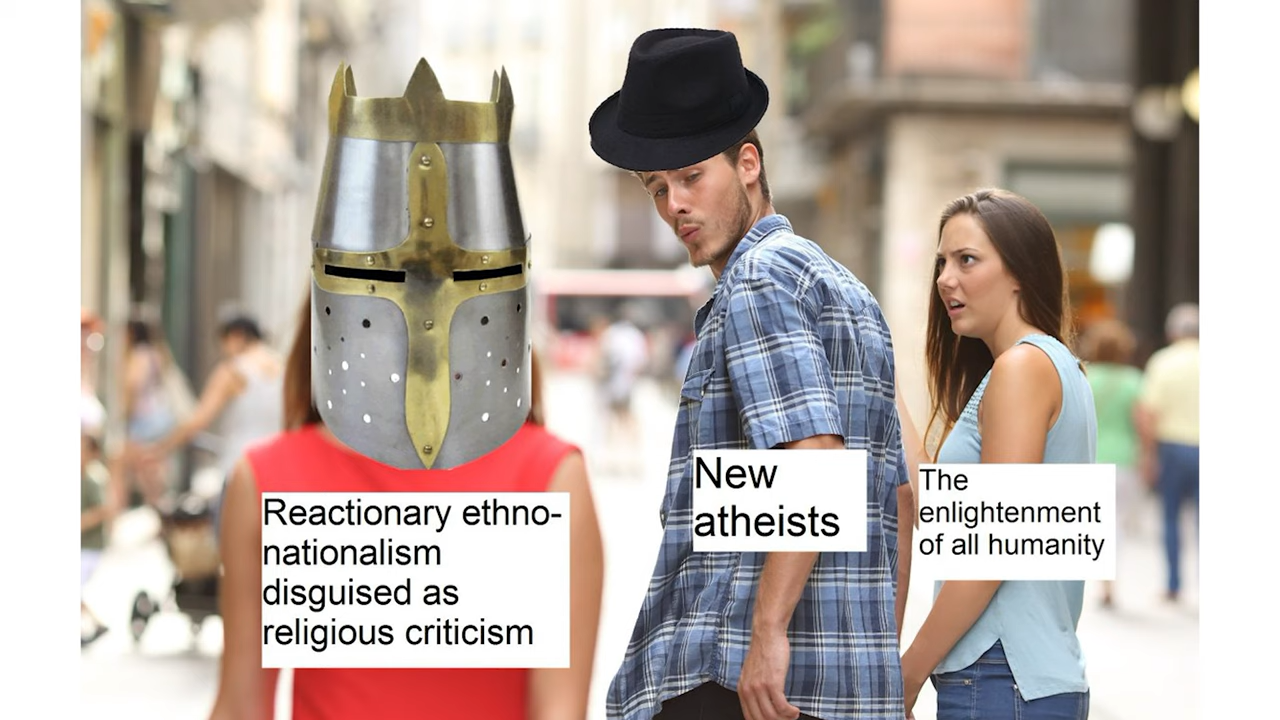 Reactionary ethno-
nationalism
disguised as
religious criticism
New
atheists
The
enlightenment
of all humanity